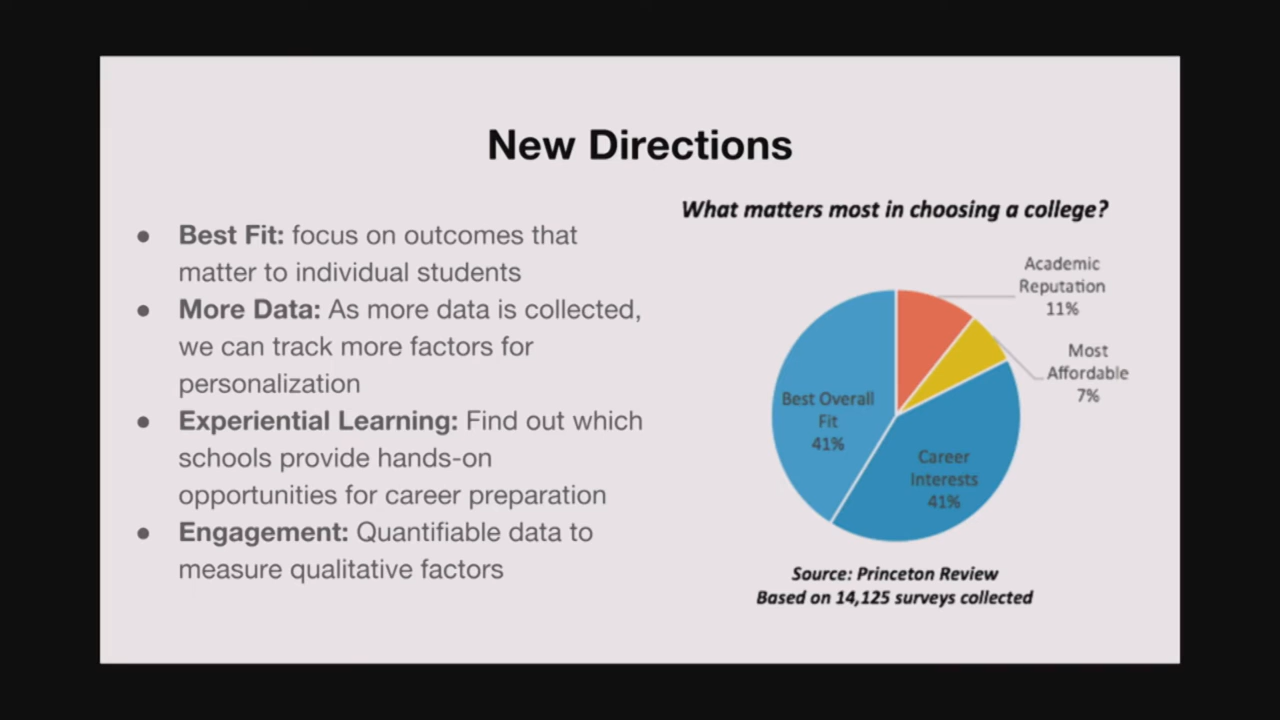 New Directions
● Best Fit: focus on outcomes that
matter to individual students
● More Data: As more data is collected,
we can track more factors for
personalization
● Experiential Learning: Find out which
schools provide hands-on
opportunities for career preparation
● Engagement: Quantifiable data to
measure qualitative factors
What matters most in choosing a college?
Academic
Reputation
11%
Most
Affordable
7%
Best Overall
Fit
41%
Career
Interests
41%
Source: Princeton Review
Based on 14,125 surveys collected